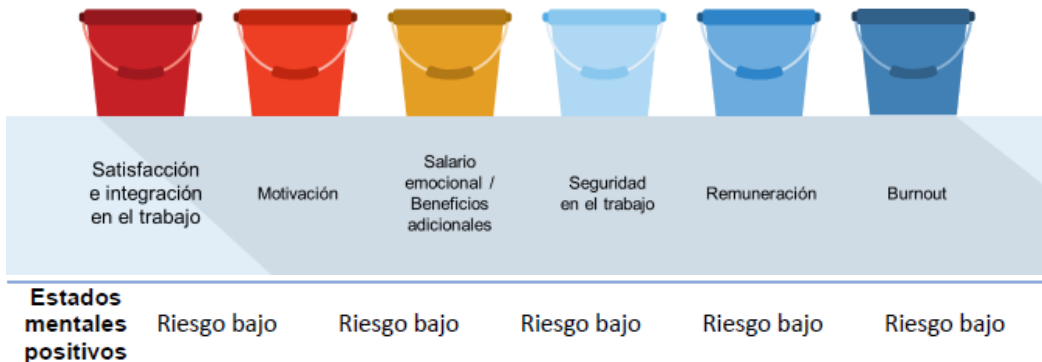 Satisfacción
e integración
en el trabajo
Motivación
Salario
emocional /
Beneficios
adicionales
Seguridad
en el trabajo
Remuneración
Burnout
Estados
mentales
positivos
Riesgo bajo
Riesgo bajo
Riesgo bajo
Riesgo bajo
Riesgo bajo